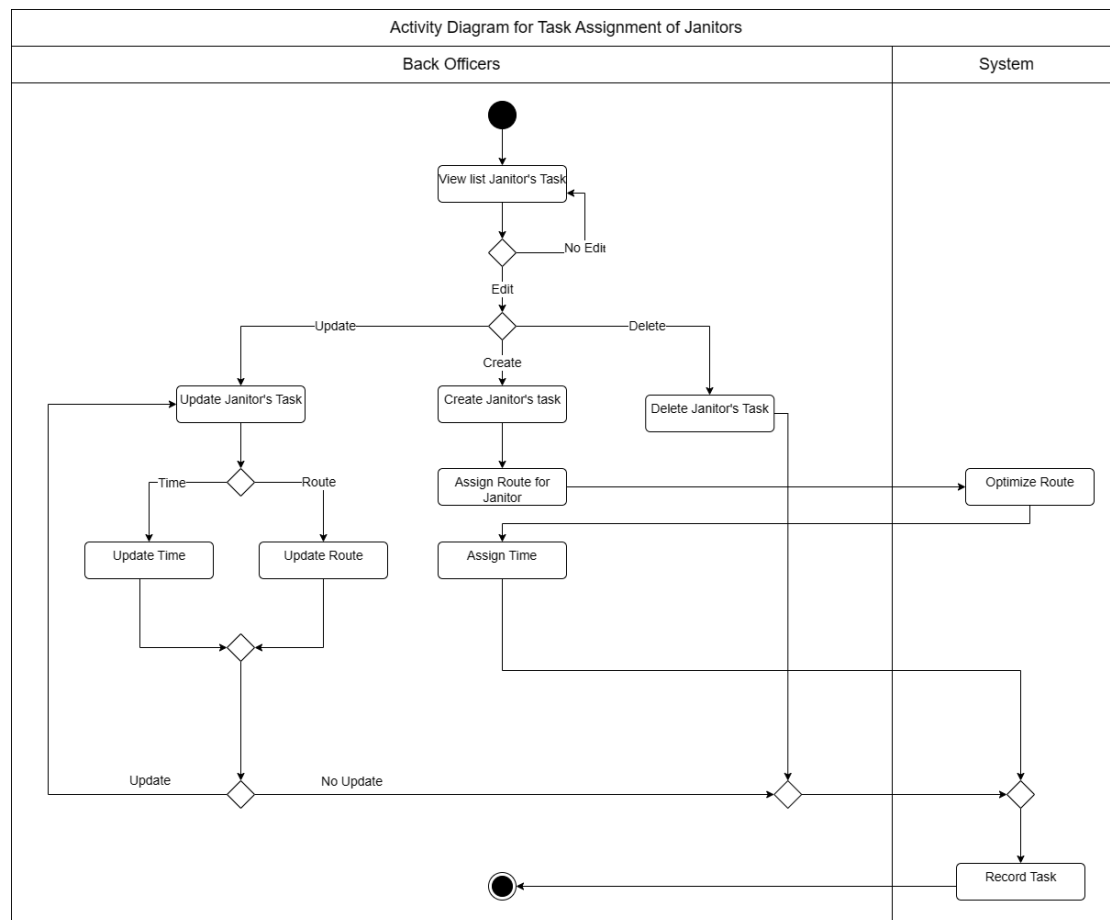 Activity Diagram for Task Assignment of Janitors
Back Officers
System
View list Janitor's Task
No Edit
Edit
Update
Delete
Create
Update Janitor's Task
Create Janitor's task
Delete Janitor's Task
Time
Route
Assign Route for
Janitor
Optimize Route
Update Time
Update Route
Assign Time
Update
No Update
Record Task